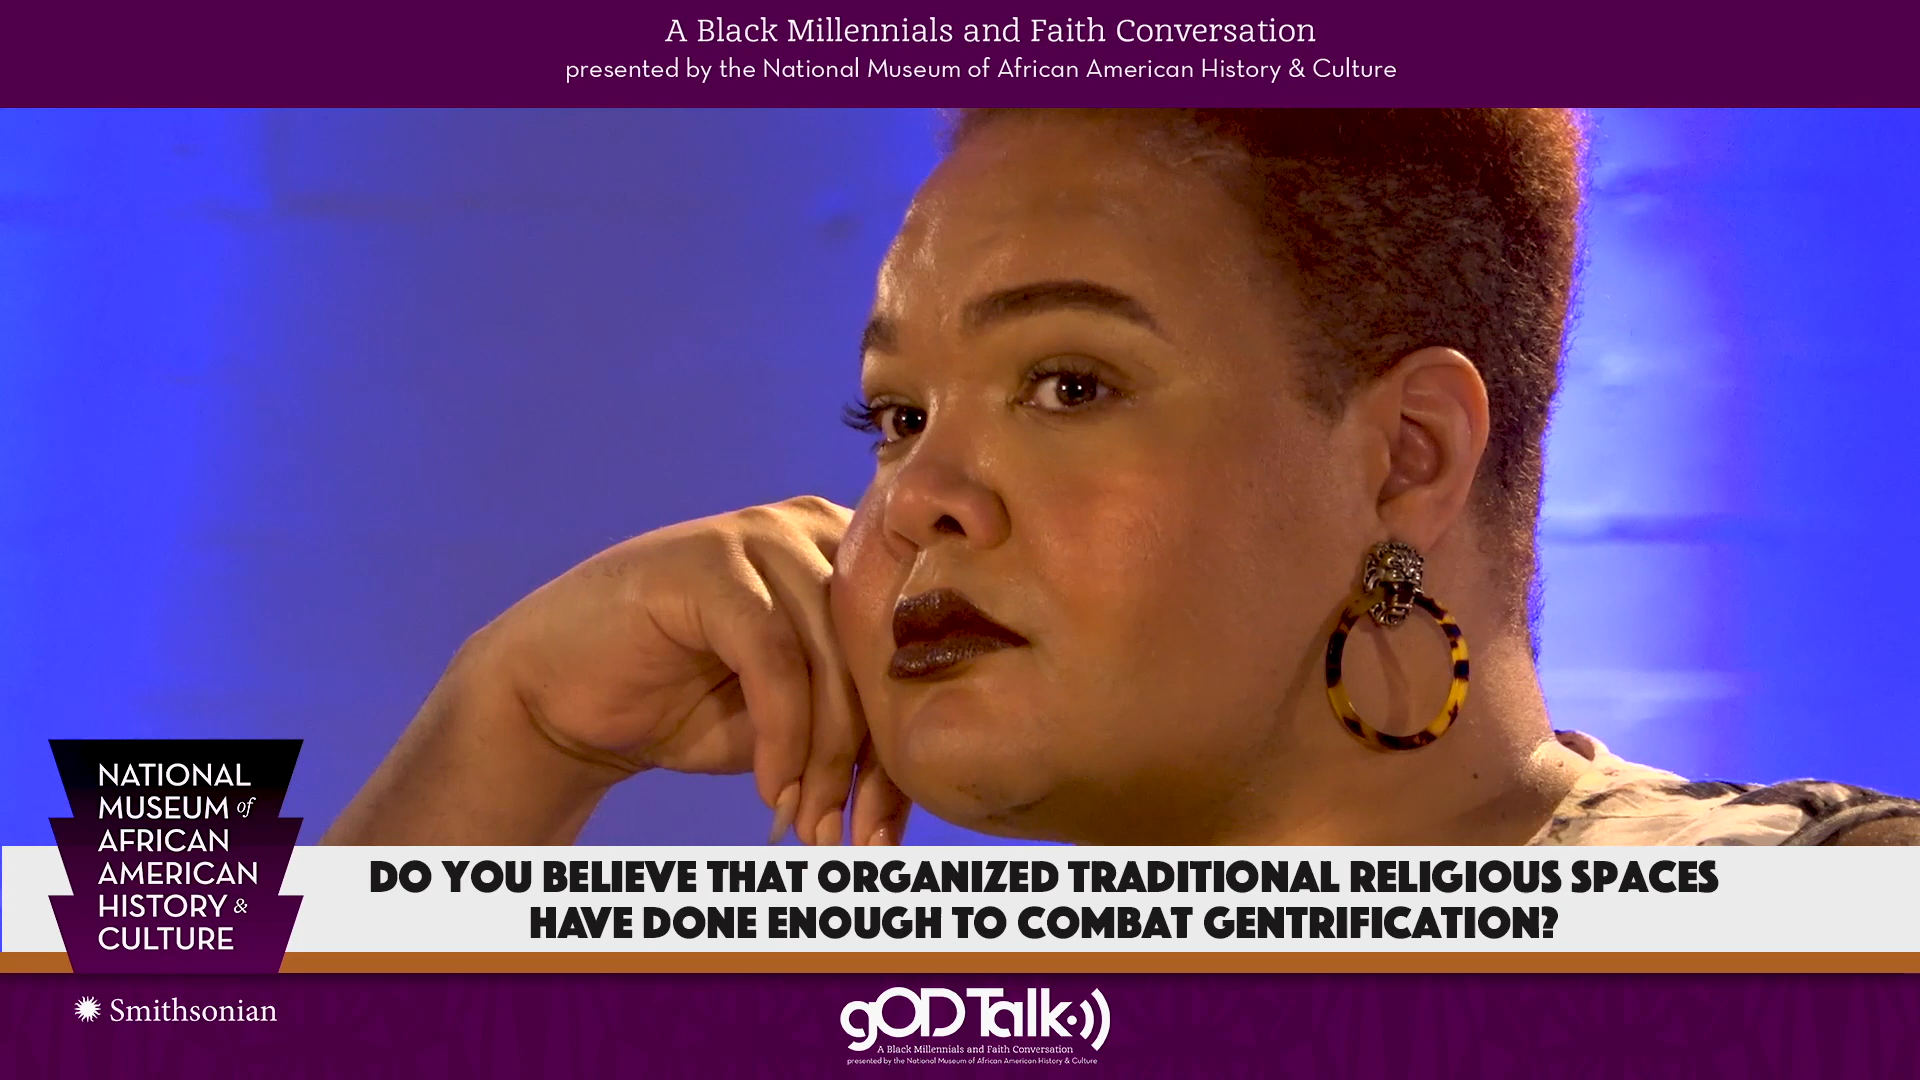 A Black Millennials and Faith Conversation
presented by the National Museum of African American History & Culture
NATIONAL
MUSEUM of
AFRICAN
AMERICAN
HISTORY &
CULTURE
DO YOU BELIEVE THAT ORGANIZED TRADITIONAL RELIGIOUS SPACES
HAVE DONE ENOUGH TO COMBAT GENTRIFICATION?
Smithsonian
gOD Talk
A Black Millennials and Faith Conversation
presented by the National Museum of African American History & Culture